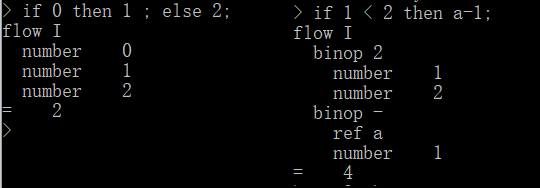 > if 0 then 1 ; else 2;
flow I
number 0
number 1
number 2
= 2
>
> if 1 < 2 then a-1;
flow I
binop 2
number 1
number 2
binop -
ref a
number 1
= 4